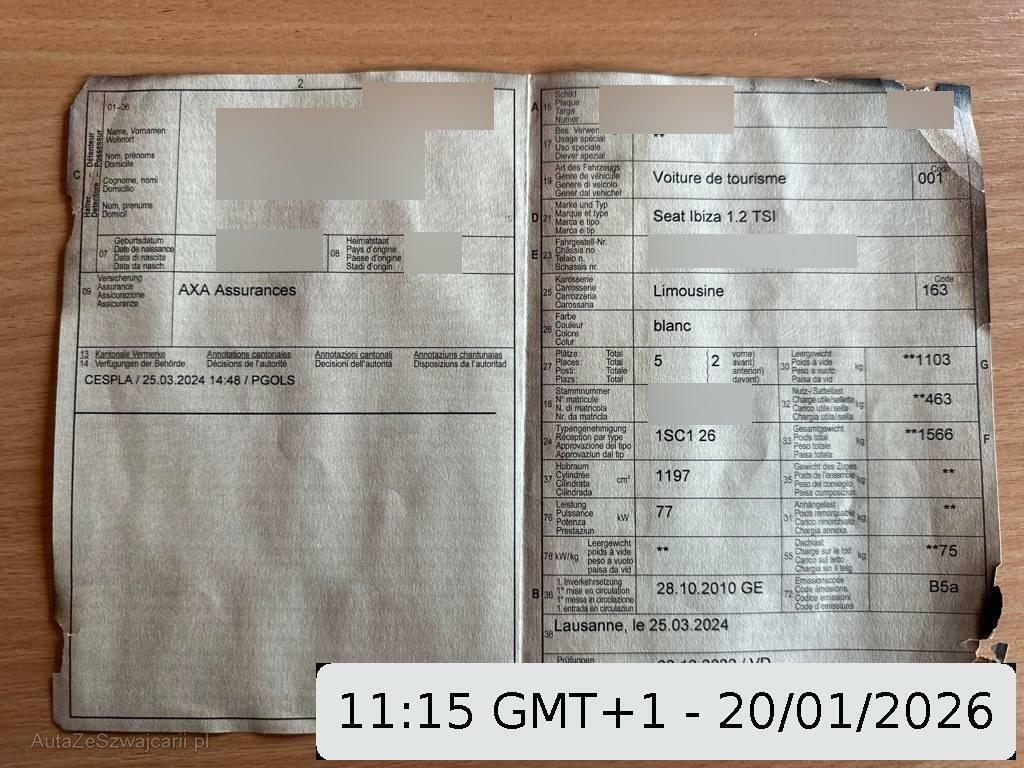 2
01–06
Name, Vornamen
Wohnort
Nom, prénoms
Domicile
Cognome, nomi
Domicilio
Num, prenums
Domicil
C
07
Geburtsdatum
Date de naissance
Data di nascita
Data da nasch.
08
Heimatstaat
Pays d'origine
Paese d'origine
Stadi d'origin
09
Versicherung
Assurance
Assicurazione
Assicuranza
AXA Assurances
13 Kantonale Vermerke Annotations cantonales Annotazioni cantonali Annotaziuns chantunalas
14 Verfügungen der Behörde Décisions de l'autorité Decisioni dell'autorità Disposiziuns da l'autoritad
CESPLA / 25.03.2024 14:48 / PGOLS
3
A 15
Schild
Plaque
Targa
Numer
17
Bes. Verwen
Usage spécial
Uso speciale
Diever spezial
**
19
Art des Fahrzeugs
Genre de véhicule
Genere di veicolo
Gener dal vehichel
Voiture de tourisme
Code
001
D 21
Marke und Typ
Marque et type
Marca e tipo
Marca e tip
Seat Ibiza 1.2 TSI
E 23
Fahrgestell-Nr.
Châssis no
Telaio n.
Schassis nr.
25
Karosserie
Carrosserie
Carrozzeria
Carossaria
Limousine
Code
163
26
Farbe
Couleur
Colore
Colur
blanc
27
Plätze: Total
Places: Total
Posti: Totale
Plazs: Total
5
2
vorne)
avant)
anteriori)
davant)
30
Leergewicht
Poids à vide
Peso a vuoto
Paisa da vid
kg
**1103
G
18
Stammnummer
N° matricule
N. di matricola
Nr. da matricla
32
Nutz-/Sattellast
Charge utile/sellette
Carico utile/sella
Chargia utila/sella
kg
**463
24
Typengenehmigung
Réception par type
Approvazione del tipo
Approvaziun dal tip
1SC1 26
33
Gesamtgewicht
Poids total
Peso totale
Paisa totala
kg
**1566
F
37
Hubraum
Cylindrée
Cilindrata
Cilindrada
cm³
1197
35
Gewicht des Zuges
Poids de l'ensemble
Peso del convoglio
Paisa cumposiziun
kg
**
76
Leistung
Puissance
Potenza
Prestaziun
kW
77
31
Anhängelast
Poids remorquable
Carico rimorchiato
Chargia annexa
kg
**
78 kW/kg
Leergewicht
poids à vide
peso a vuoto
paisa da vid
**
55
Dachlast
Charge sur le toit
Carico sul tetto
Chargia sin il tetg
kg
**75
B 36
1. Inverkehrsetzung
1re mise en circulation
1a messa in circolazione
1. entrada en circulaziun
28.10.2010 GE
72
Emissionscode
Code émissions
Codice emissioni
Code d'emissiuns
B5a
38
Lausanne, le 25.03.2024
Prüfungen
AutaZeSzwajcarii.pl
11:15 GMT+1 - 20/01/2026